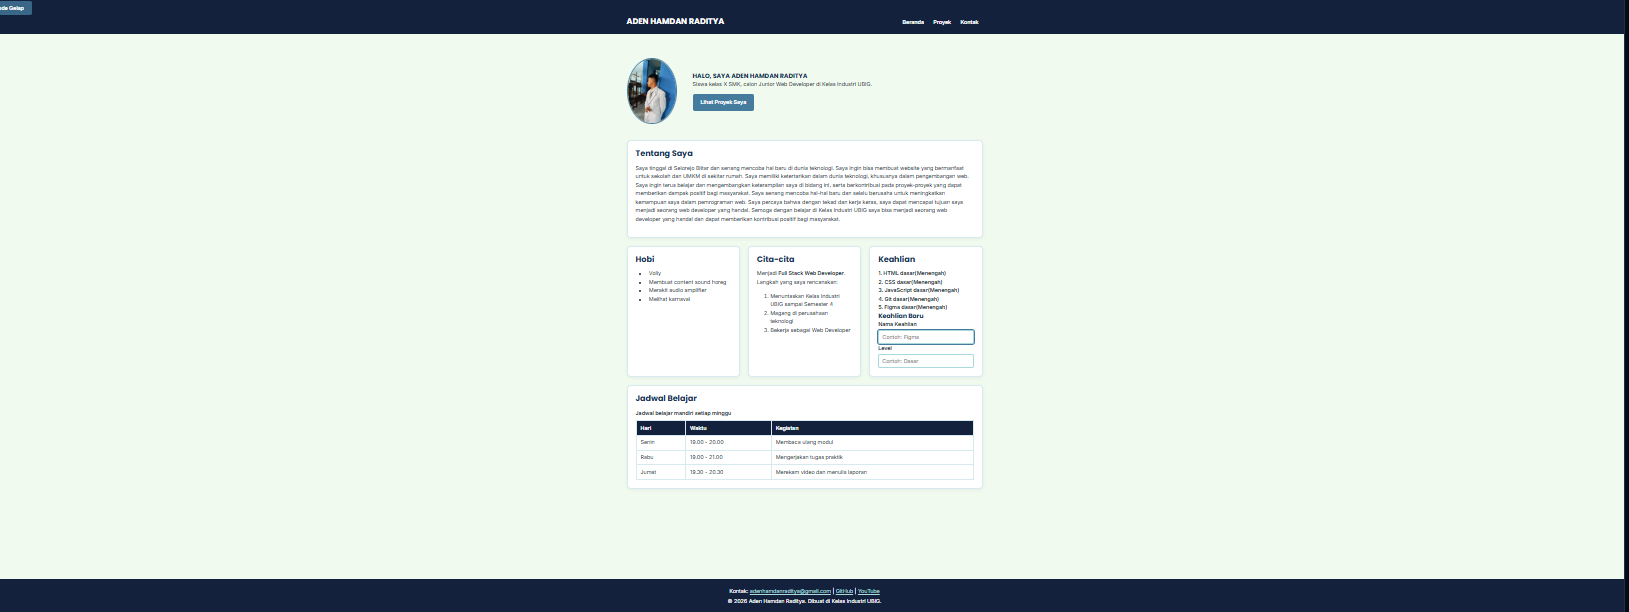 de Gelap
ADEN HAMDAN RADITYA
Beranda Proyek Kontak
HALO, SAYA ADEN HAMDAN RADITYA
Siswa kelas X SMK, calon Junior Web Developer di Kelas Industri UBIG.
Lihat Proyek Saya
Tentang Saya
Saya tinggal di Selorejo Blitar dan senang mencoba hal baru di dunia teknologi. Saya ingin bisa membuat website yang bermanfaat
untuk sekolah dan UMKM di sekitar rumah. Saya memiliki ketertarikan dalam dunia teknologi, khususnya dalam pengembangan web.
Saya ingin terus belajar dan mengembangkan keterampilan saya di bidang ini, serta berkontribusi pada proyek-proyek yang dapat
memberikan dampak positif bagi masyarakat. Saya senang mencoba hal-hal baru dan selalu berusaha untuk meningkatkan
kemampuan saya dalam pemrograman web. Saya percaya bahwa dengan tekad dan kerja keras, saya dapat mencapai tujuan saya
menjadi seorang web developer yang handal. Semoga dengan belajar di Kelas Industri UBIG saya bisa menjadi seorang web
developer yang handal dan dapat memberikan kontribusi positif bagi masyarakat.
Hobi
Voliy
Membuat content sound horeg
Merakit audio amplifier
Melihat karnaval
Cita-cita
Menjadi Full Stack Web Developer.
Langkah yang saya rencanakan:
1. Menuntaskan Kelas Industri
UBIG sampai Semester 4
2. Magang di perusahaan
teknologi
3. Bekerja sebagai Web Developer
Keahlian
1. HTML dasar(Menengah)
2. CSS dasar(Menengah)
3. JavaScript dasar(Menengah)
4. Git dasar(Menengah)
5. Figma dasar(Menengah)
Keahlian Baru
Nama Keahlian
Contoh: Figma
Level
Contoh: Dasar
Jadwal Belajar
Jadwal belajar mandiri setiap minggu
Hari Waktu Kegiatan
Senin 19.00 - 20.00 Membaca ulang modul
Rabu 19.00 - 21.00 Mengerjakan tugas praktik
Jumat 19.30 - 20.30 Merekam video dan menulis laporan
Kontak: adenhamdanraditya@gmail.com | GitHub | YouTube
© 2026 Aden Hamdan Raditya. Dibuat di Kelas Industri UBIG.